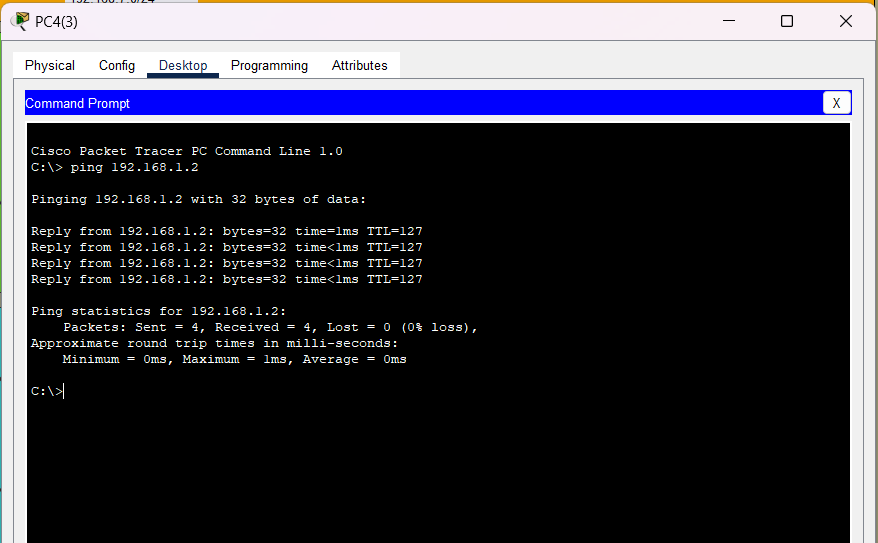 192.168.7.0/24
PC4(3)
Physical Config Desktop Programming Attributes
Command Prompt
X
Cisco Packet Tracer PC Command Line 1.0
C:\> ping 192.168.1.2
Pinging 192.168.1.2 with 32 bytes of data:
Reply from 192.168.1.2: bytes=32 time=1ms TTL=127
Reply from 192.168.1.2: bytes=32 time<1ms TTL=127
Reply from 192.168.1.2: bytes=32 time<1ms TTL=127
Reply from 192.168.1.2: bytes=32 time<1ms TTL=127
Ping statistics for 192.168.1.2:
Packets: Sent = 4, Received = 4, Lost = 0 (0% loss),
Approximate round trip times in milli-seconds:
Minimum = 0ms, Maximum = 1ms, Average = 0ms
C:\>